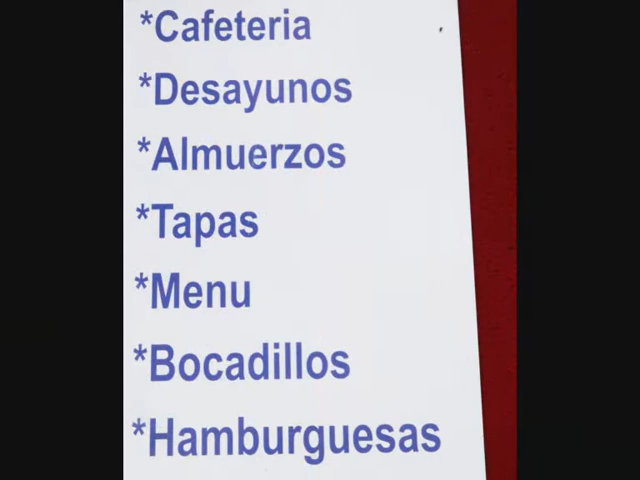 *Cafeteria
*Desayunos
*Almuerzos
*Tapas
*Menu
*Bocadillos
*Hamburguesas